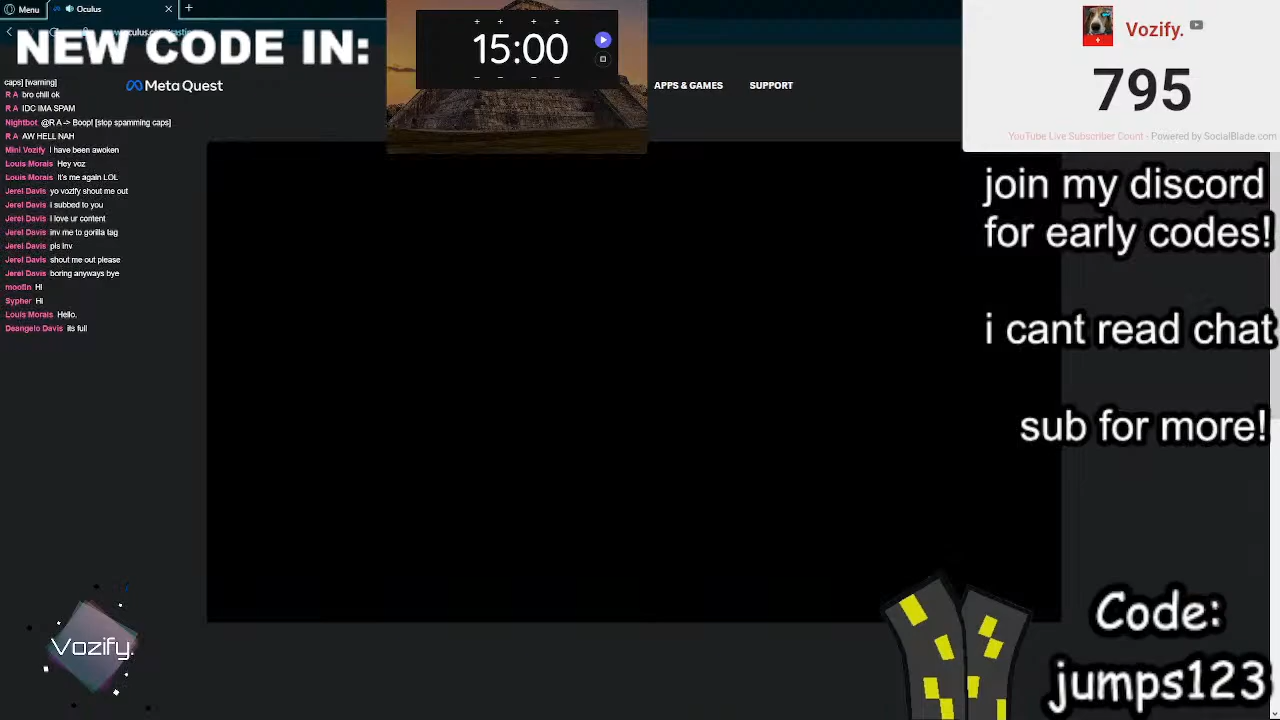 Menu
Oculus
NEW CODE IN:
15:00
Meta Quest
APPS & GAMES
SUPPORT
caps] [warning]
R A bro chill ok
R A IDC IMA SPAM
Nightbot @R A -> Boop! [stop spamming caps]
R A AW HELL NAH
Mini Vozify I have been awoken
Louis Morais Hey voz
Louis Morais It's me again LOL
Jerel Davis yo vozify shout me out
Jerel Davis i subbed to you
Jerel Davis i love ur content
Jerel Davis inv me to gorilla tag
Jerel Davis pls inv
Jerel Davis shout me out please
Jerel Davis boring anyways bye
Sypher Hi
Louis Morais Hello.
Deangelo Davis its full
Vozify.
795
YouTube Live Subscriber Count - Powered by SocialBlade.com
join my discord
for early codes!
i cant read chat
sub for more!
Vozify.
Code:
jumps123